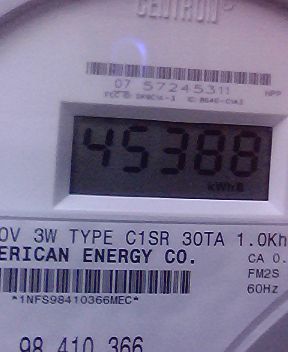 CENTRON
07 57245311
HPP
45388
kWh
0V 3W TYPE C1SR 30TA 1.0Kh
ERICAN ENERGY CO.
CA 0.
FM2S
60Hz
*1NFS98410366MEC*
98 410 366